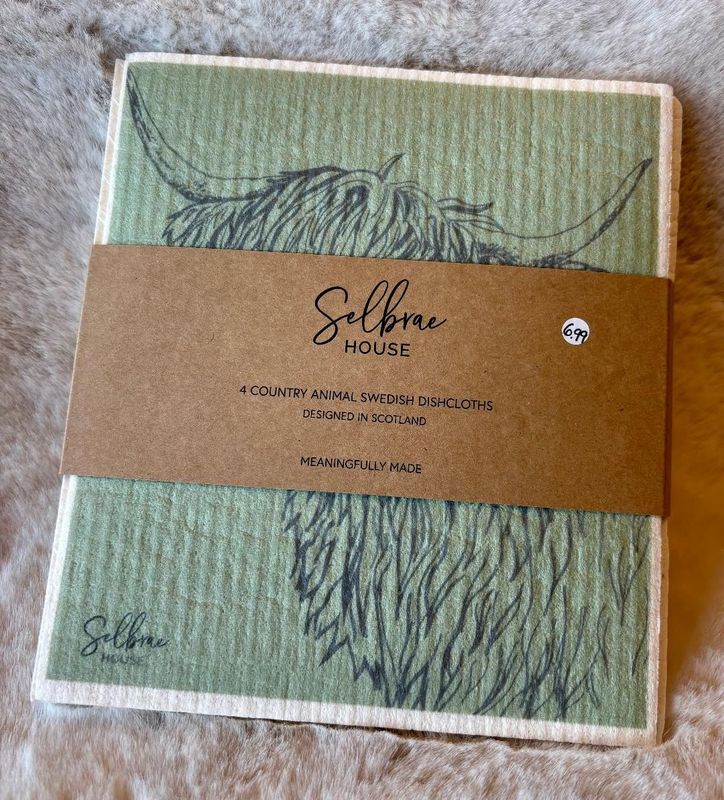 Selbrae
HOUSE
6.99
4 COUNTRY ANIMAL SWEDISH DISHCLOTHS
DESIGNED IN SCOTLAND
MEANINGFULLY MADE
Selbrae
HOUSE